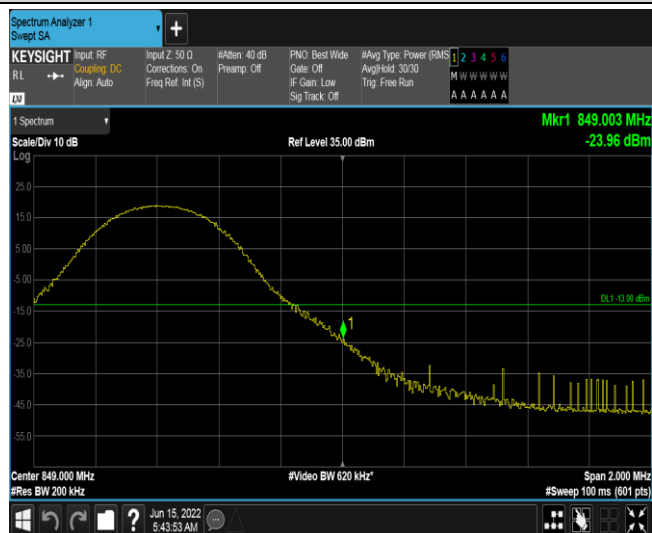 Spectrum Analyzer 1
Swept SA
+
KEYSIGHT
RL
LXI
Input: RF
Coupling: DC
Align: Auto
Input Z: 50 Ω
Corrections: On
Freq Ref: Int (S)
#Atten: 40 dB
Preamp: Off
PNO: Best Wide
Gate: Off
IF Gain: Low
Sig Track: Off
#Avg Type: Power (RMS
Avg|Hold: 30/30
Trig: Free Run
1 2 3 4 5 6
M W W W W W
A A A A A A
1 Spectrum
Mkr1 849.003 MHz
Scale/Div 10 dB
Ref Level 35.00 dBm
-23.96 dBm
Log
25.0
15.0
5.00
-5.00
DL1 -13.00 dBm
-15.0
1
-25.0
-35.0
-45.0
-55.0
Center 849.000 MHz
#Video BW 620 kHz*
Span 2.000 MHz
#Res BW 200 kHz
#Sweep 100 ms (601 pts)
?
Jun 15, 2022
5:43:53 AM